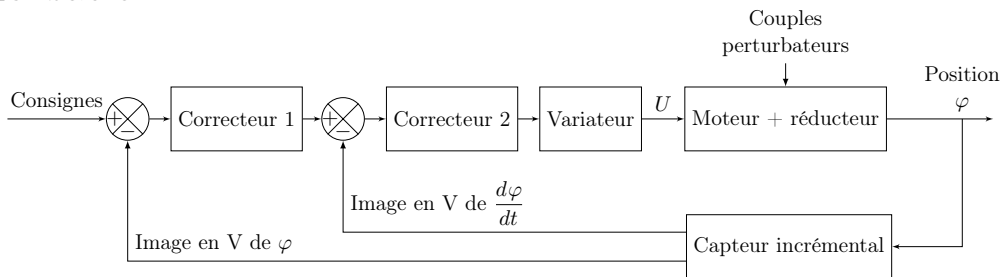 Couples
perturbateurs
Position
φ
Consignes
+
−
Correcteur 1
+
−
Correcteur 2
Variateur
U
Moteur + réducteur
Image en V de dφ/dt
Image en V de φ
Capteur incrémental